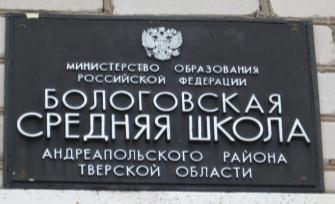 МИНИСТЕРСТВО ОБРАЗОВАНИЯ
РОССИЙСКОЙ ФЕДЕРАЦИИ
БОЛОГОВСКАЯ
СРЕДНЯЯ ШКОЛА
АНДРЕАПОЛЬСКОГО РАЙОНА
ТВЕРСКОЙ ОБЛАСТИ